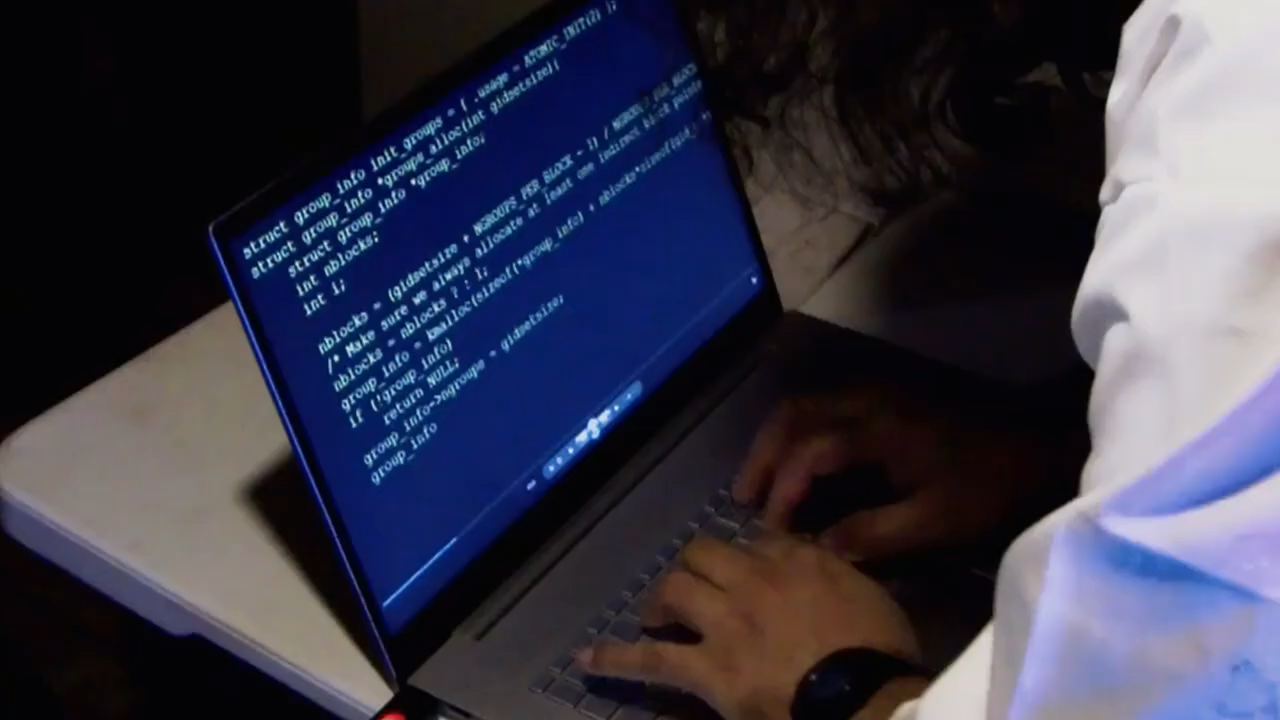 struct group_info init_groups = { .usage = ATOMIC_INIT(2) };
struct group_info *groups_alloc(int gidsetsize){
struct group_info *group_info;
int nblocks;
int i;
nblocks = (gidsetsize + NGROUPS_PER_BLOCK - 1) / NGROUPS_PER_BLOCK
/* Make sure we always allocate at least one indirect block pointer
nblocks = nblocks ? : 1;
group_info = kmalloc(sizeof(*group_info) + nblocks*sizeof(gid_t
if (!group_info)
return NULL;
group_info->ngroups = gidsetsize;
group_info